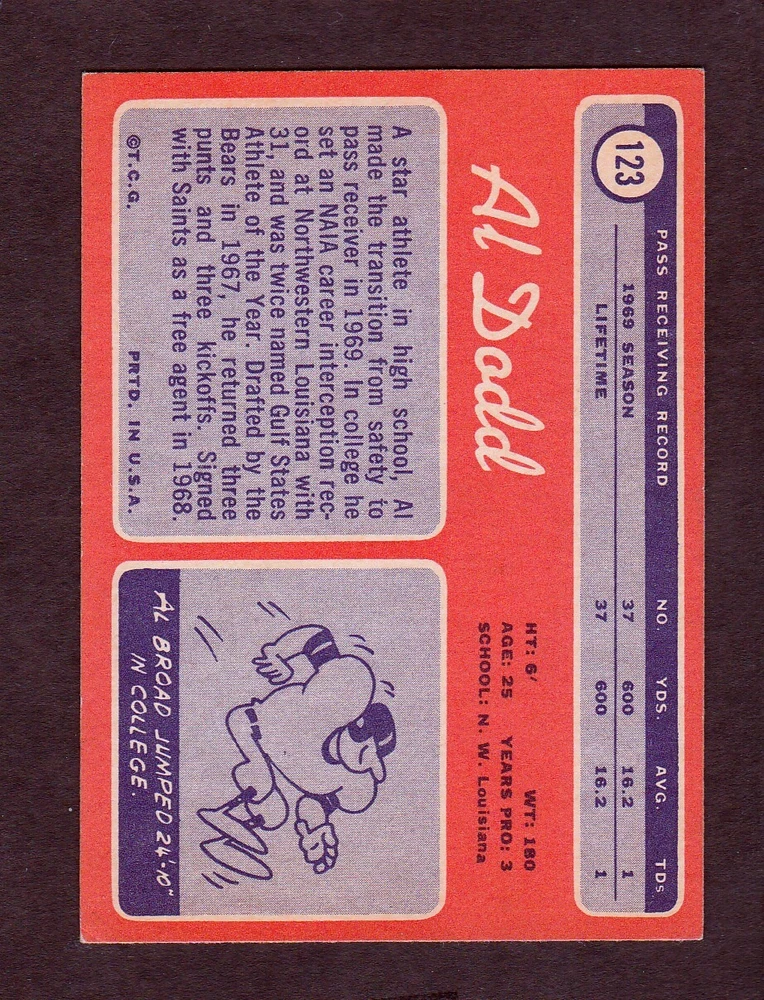 123
PASS RECEIVING RECORD NO. YDS. AVG. TDs
1969 SEASON 37 600 16.2 1
LIFETIME 37 600 16.2 1
Al Dodd
HT: 6' WT: 180
AGE: 25 YEARS PRO: 3
SCHOOL: N. W. Louisiana
A star athlete in high school, Al
made the transition from safety to
pass receiver in 1969. In college he
set an NAIA career interception rec-
ord at Northwestern Louisiana with
31, and was twice named Gulf States
Athlete of the Year. Drafted by the
Bears in 1967, he returned three
punts and three kickoffs. Signed
with Saints as a free agent in 1968.
©T.C.G. PRTD. IN U.S.A.
AL BROAD JUMPED 24'-10"
IN COLLEGE.